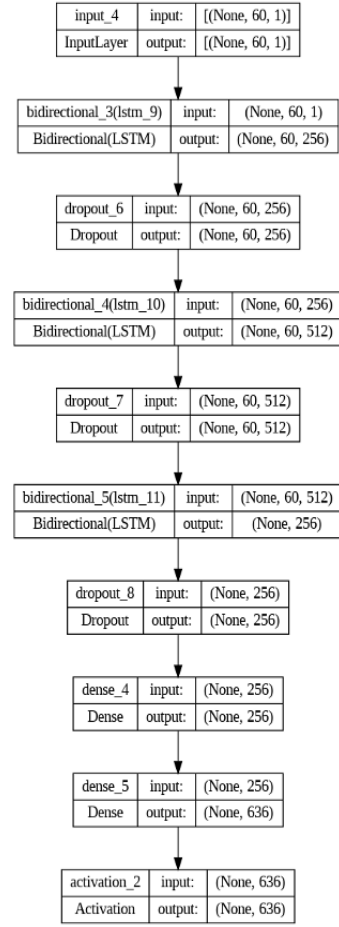 input_4 input: [(None, 60, 1)]
InputLayer output: [(None, 60, 1)]
bidirectional_3(lstm_9) input: (None, 60, 1)
Bidirectional(LSTM) output: (None, 60, 256)
dropout_6 input: (None, 60, 256)
Dropout output: (None, 60, 256)
bidirectional_4(lstm_10) input: (None, 60, 256)
Bidirectional(LSTM) output: (None, 60, 512)
dropout_7 input: (None, 60, 512)
Dropout output: (None, 60, 512)
bidirectional_5(lstm_11) input: (None, 60, 512)
Bidirectional(LSTM) output: (None, 256)
dropout_8 input: (None, 256)
Dropout output: (None, 256)
dense_4 input: (None, 256)
Dense output: (None, 256)
dense_5 input: (None, 256)
Dense output: (None, 636)
activation_2 input: (None, 636)
Activation output: (None, 636)